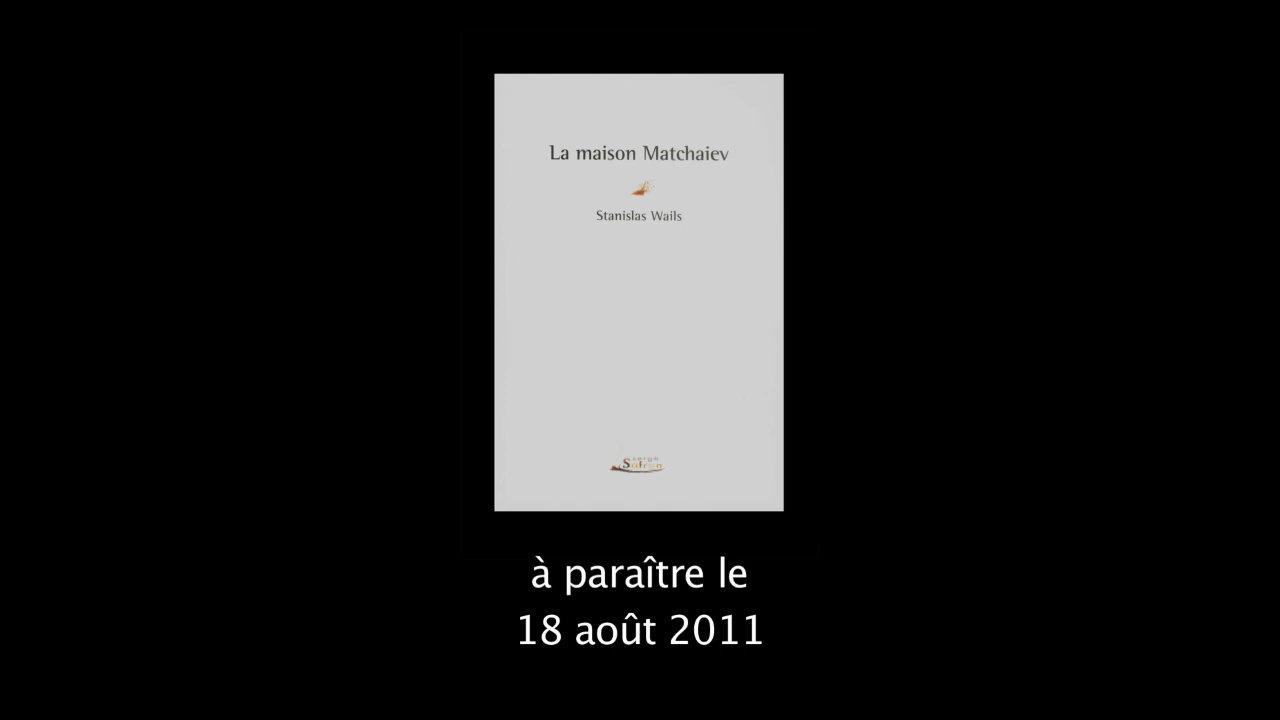 La maison Matchaiev
Stanislas Wails
à paraître le
18 août 2011